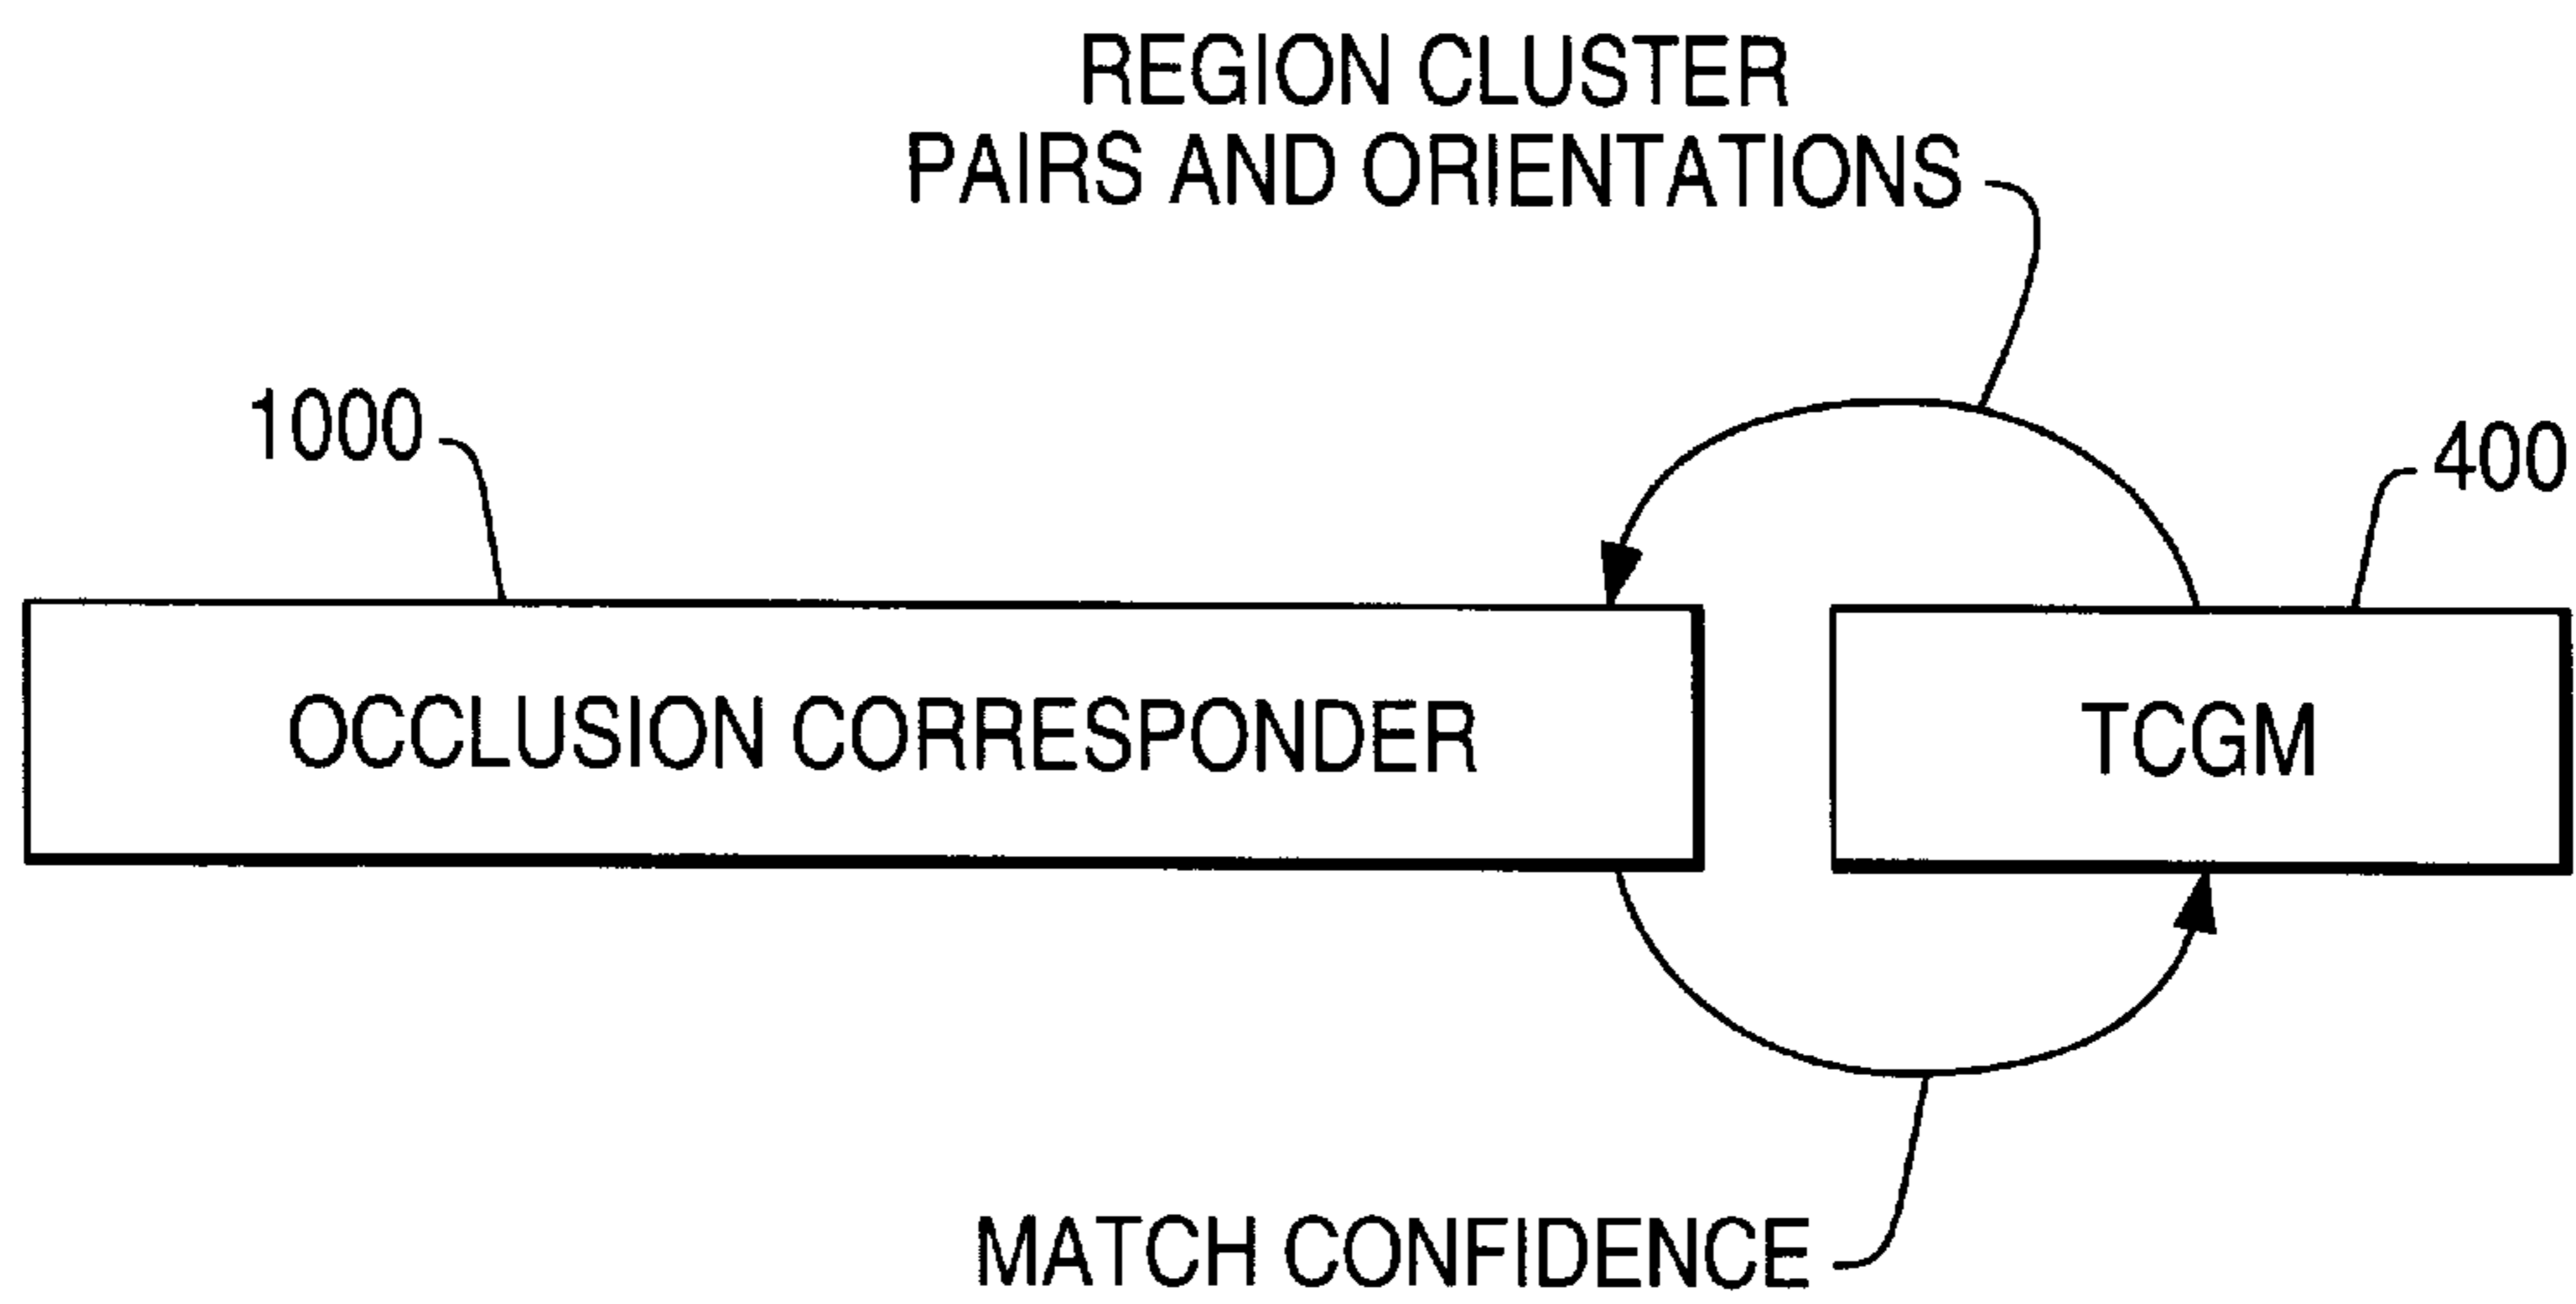 REGION CLUSTER
PAIRS AND ORIENTATIONS
1000
400
OCCLUSION CORRESPONDER
TCGM
MATCH CONFIDENCE